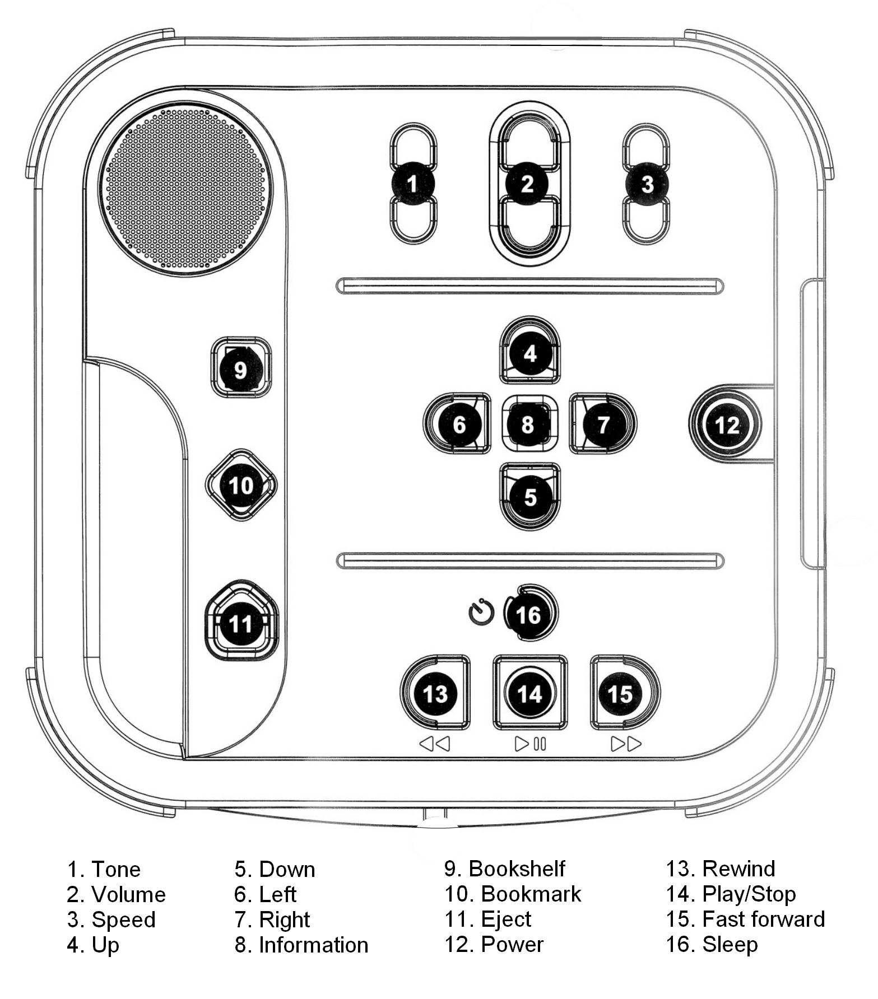 1
2
3
4
9
6
8
7
12
10
5
11
16
13
14
15
1. Tone
2. Volume
3. Speed
4. Up
5. Down
6. Left
7. Right
8. Information
9. Bookshelf
10. Bookmark
11. Eject
12. Power
13. Rewind
14. Play/Stop
15. Fast forward
16. Sleep